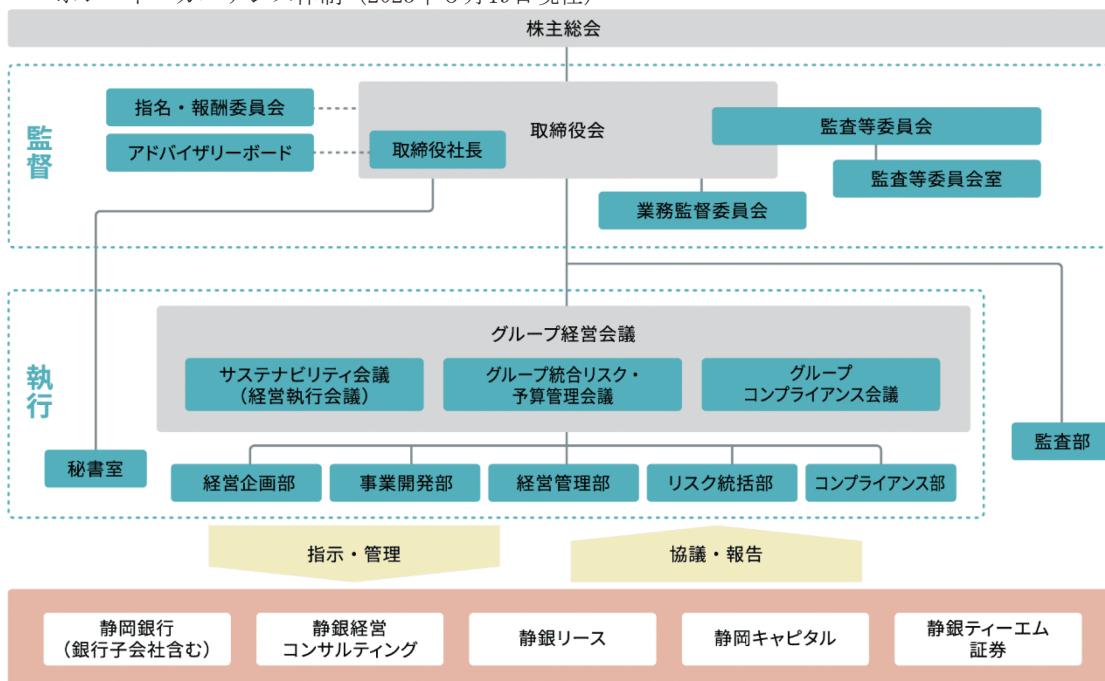 株主総会
監督
指名・報酬委員会
アドバイザリーボード
取締役会
取締役社長
監査等委員会
監査等委員会室
業務監督委員会
執行
グループ経営会議
サステナビリティ会議
(経営執行会議)
グループ統合リスク・
予算管理会議
グループ
コンプライアンス会議
秘書室
経営企画部
事業開発部
経営管理部
リスク統括部
コンプライアンス部
監査部
指示・管理
協議・報告
静岡銀行
(銀行子会社含む)
静銀経営
コンサルティング
静銀リース
静岡キャピタル
静銀ティーエム
証券